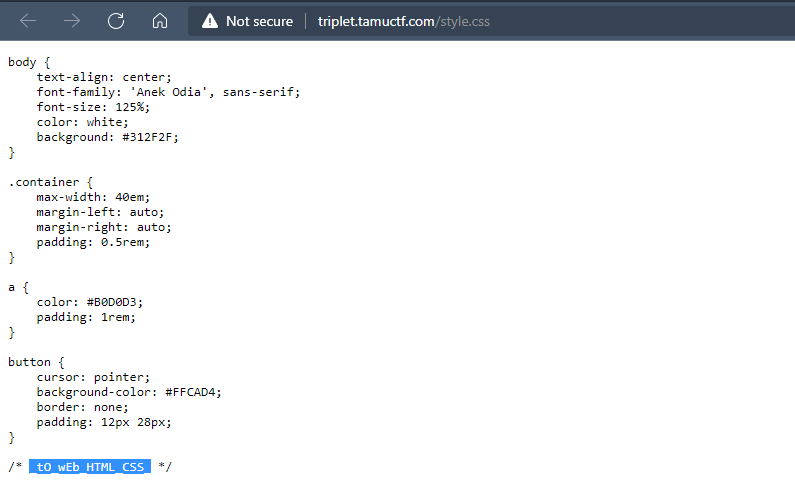 Not secure | triplet.tamuctf.com/style.css
body {
    text-align: center;
    font-family: 'Anek Odia', sans-serif;
    font-size: 125%;
    color: white;
    background: #312F2F;
}

.container {
    max-width: 40em;
    margin-left: auto;
    margin-right: auto;
    padding: 0.5rem;
}

a {
    color: #B0D0D3;
    padding: 1rem;
}

button {
    cursor: pointer;
    background-color: #FFCAD4;
    border: none;
    padding: 12px 28px;
}

/* _tO_wEb_HTML_CSS_ */